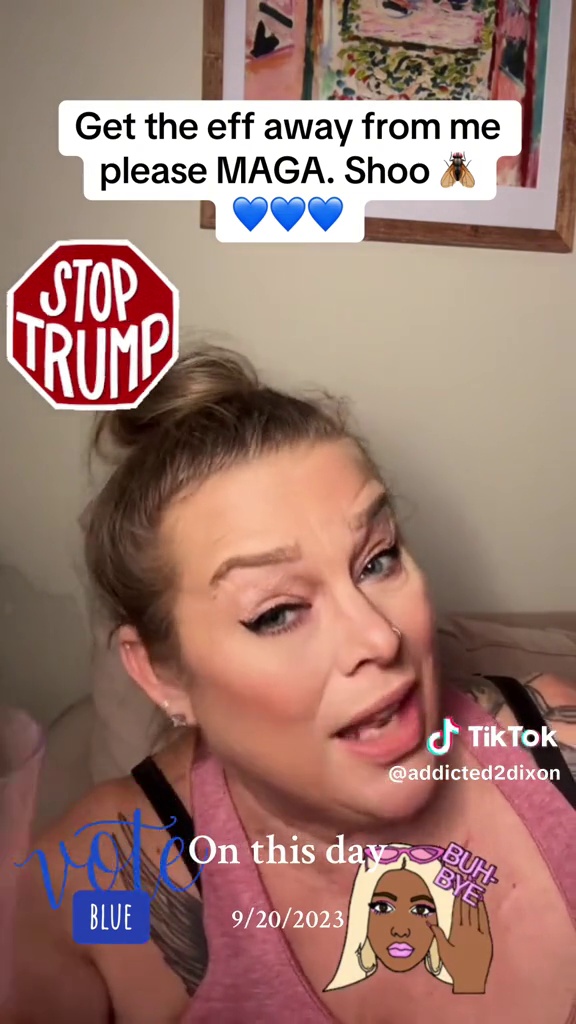 Get the eff away from me
please MAGA. Shoo 🪰
💙💙💙
STOP
TRUMP
TikTok
@addicted2dixon
vote
BLUE
On this day
9/20/2023
BUH-
BYE